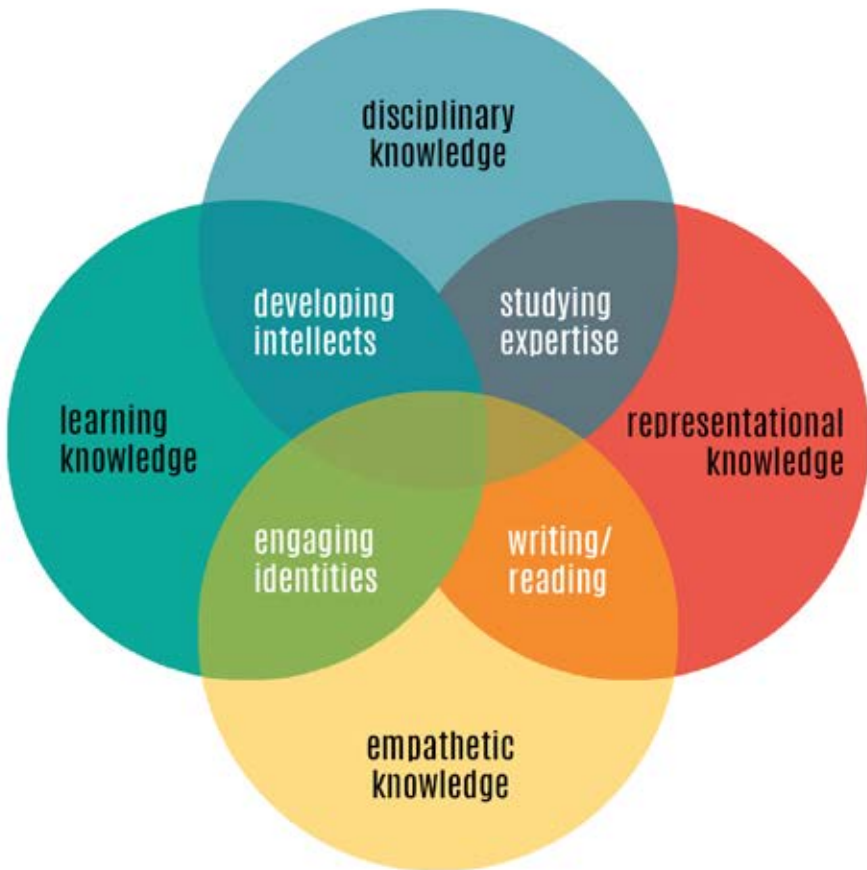 disciplinary
knowledge
developing
intellects
studying
expertise
learning
knowledge
representational
knowledge
engaging
identities
writing/
reading
empathetic
knowledge